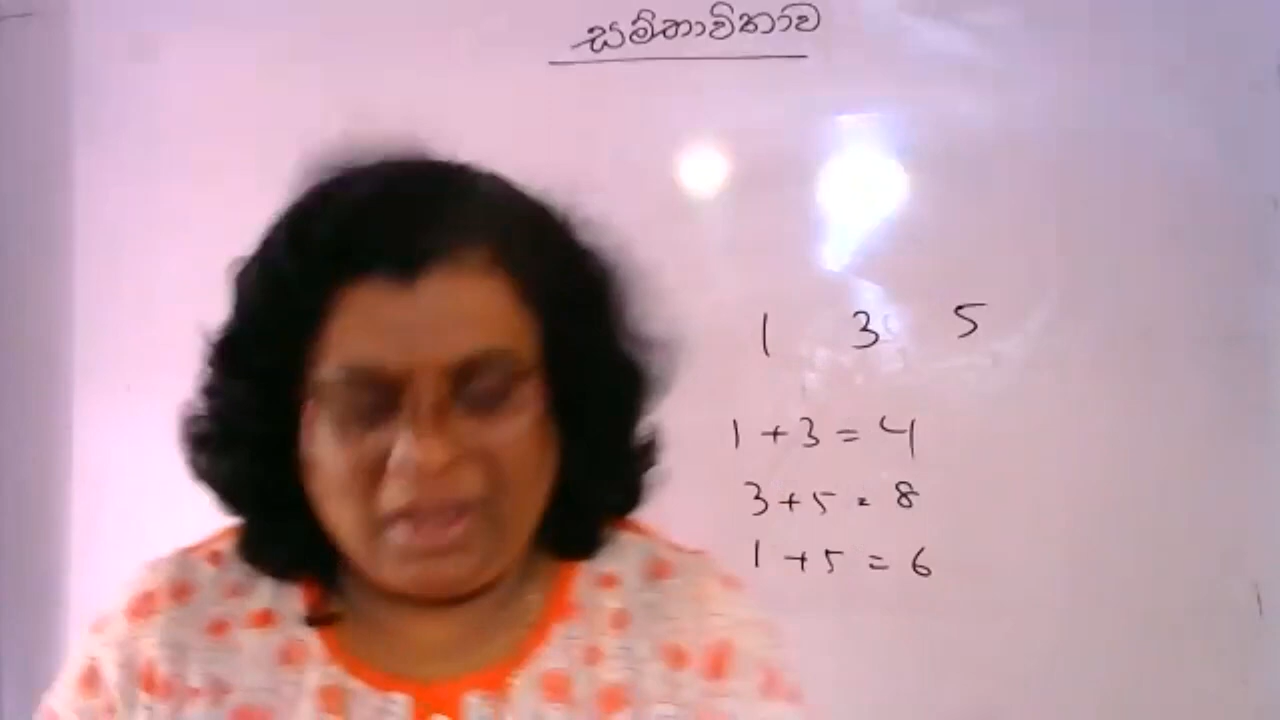 සම්භාවිතාව
1 3 5
1 + 3 = 4
3 + 5 = 8
1 + 5 = 6